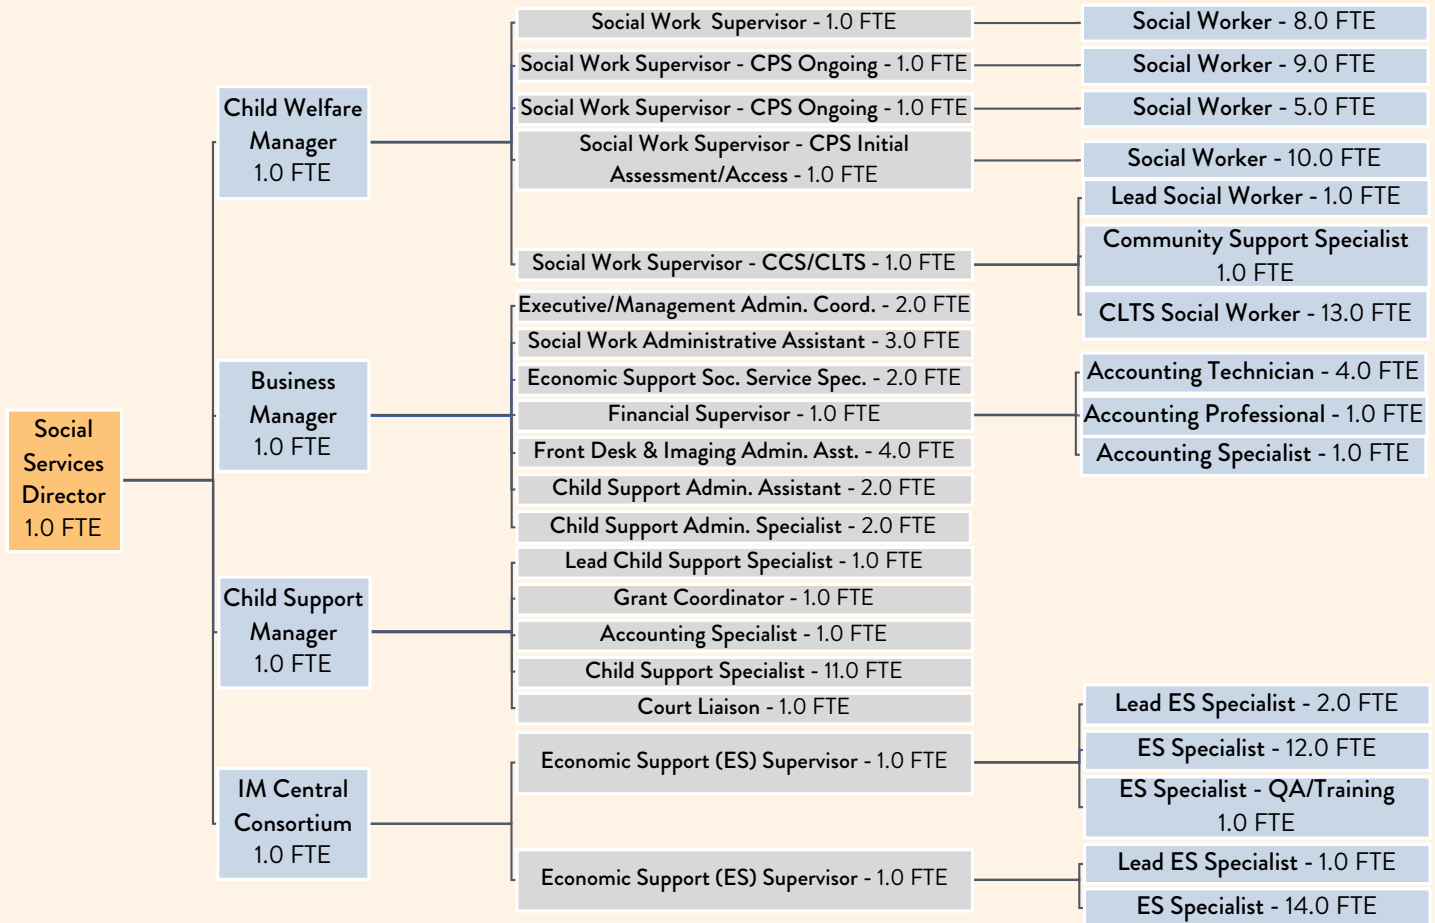 Social
Services
Director
1.0 FTE
Child Welfare
Manager
1.0 FTE
Social Work  Supervisor - 1.0 FTE
Social Worker - 8.0 FTE
Social Work Supervisor - CPS Ongoing - 1.0 FTE
Social Worker - 9.0 FTE
Social Work Supervisor - CPS Ongoing - 1.0 FTE
Social Worker - 5.0 FTE
Social Work Supervisor - CPS Initial
Assessment/Access - 1.0 FTE
Social Worker - 10.0 FTE
Social Work Supervisor - CCS/CLTS - 1.0 FTE
Lead Social Worker - 1.0 FTE
Community Support Specialist
1.0 FTE
CLTS Social Worker - 13.0 FTE
Business
Manager
1.0 FTE
Executive/Management Admin. Coord. - 2.0 FTE
Social Work Administrative Assistant - 3.0 FTE
Economic Support Soc. Service Spec. - 2.0 FTE
Financial Supervisor - 1.0 FTE
Accounting Technician - 4.0 FTE
Accounting Professional - 1.0 FTE
Accounting Specialist - 1.0 FTE
Front Desk & Imaging Admin. Asst. - 4.0 FTE
Child Support Admin. Assistant - 2.0 FTE
Child Support Admin. Specialist - 2.0 FTE
Child Support
Manager
1.0 FTE
Lead Child Support Specialist - 1.0 FTE
Grant Coordinator - 1.0 FTE
Accounting Specialist - 1.0 FTE
Child Support Specialist - 11.0 FTE
Court Liaison - 1.0 FTE
IM Central
Consortium
1.0 FTE
Economic Support (ES) Supervisor - 1.0 FTE
Lead ES Specialist - 2.0 FTE
ES Specialist - 12.0 FTE
ES Specialist - QA/Training
1.0 FTE
Economic Support (ES) Supervisor - 1.0 FTE
Lead ES Specialist - 1.0 FTE
ES Specialist - 14.0 FTE